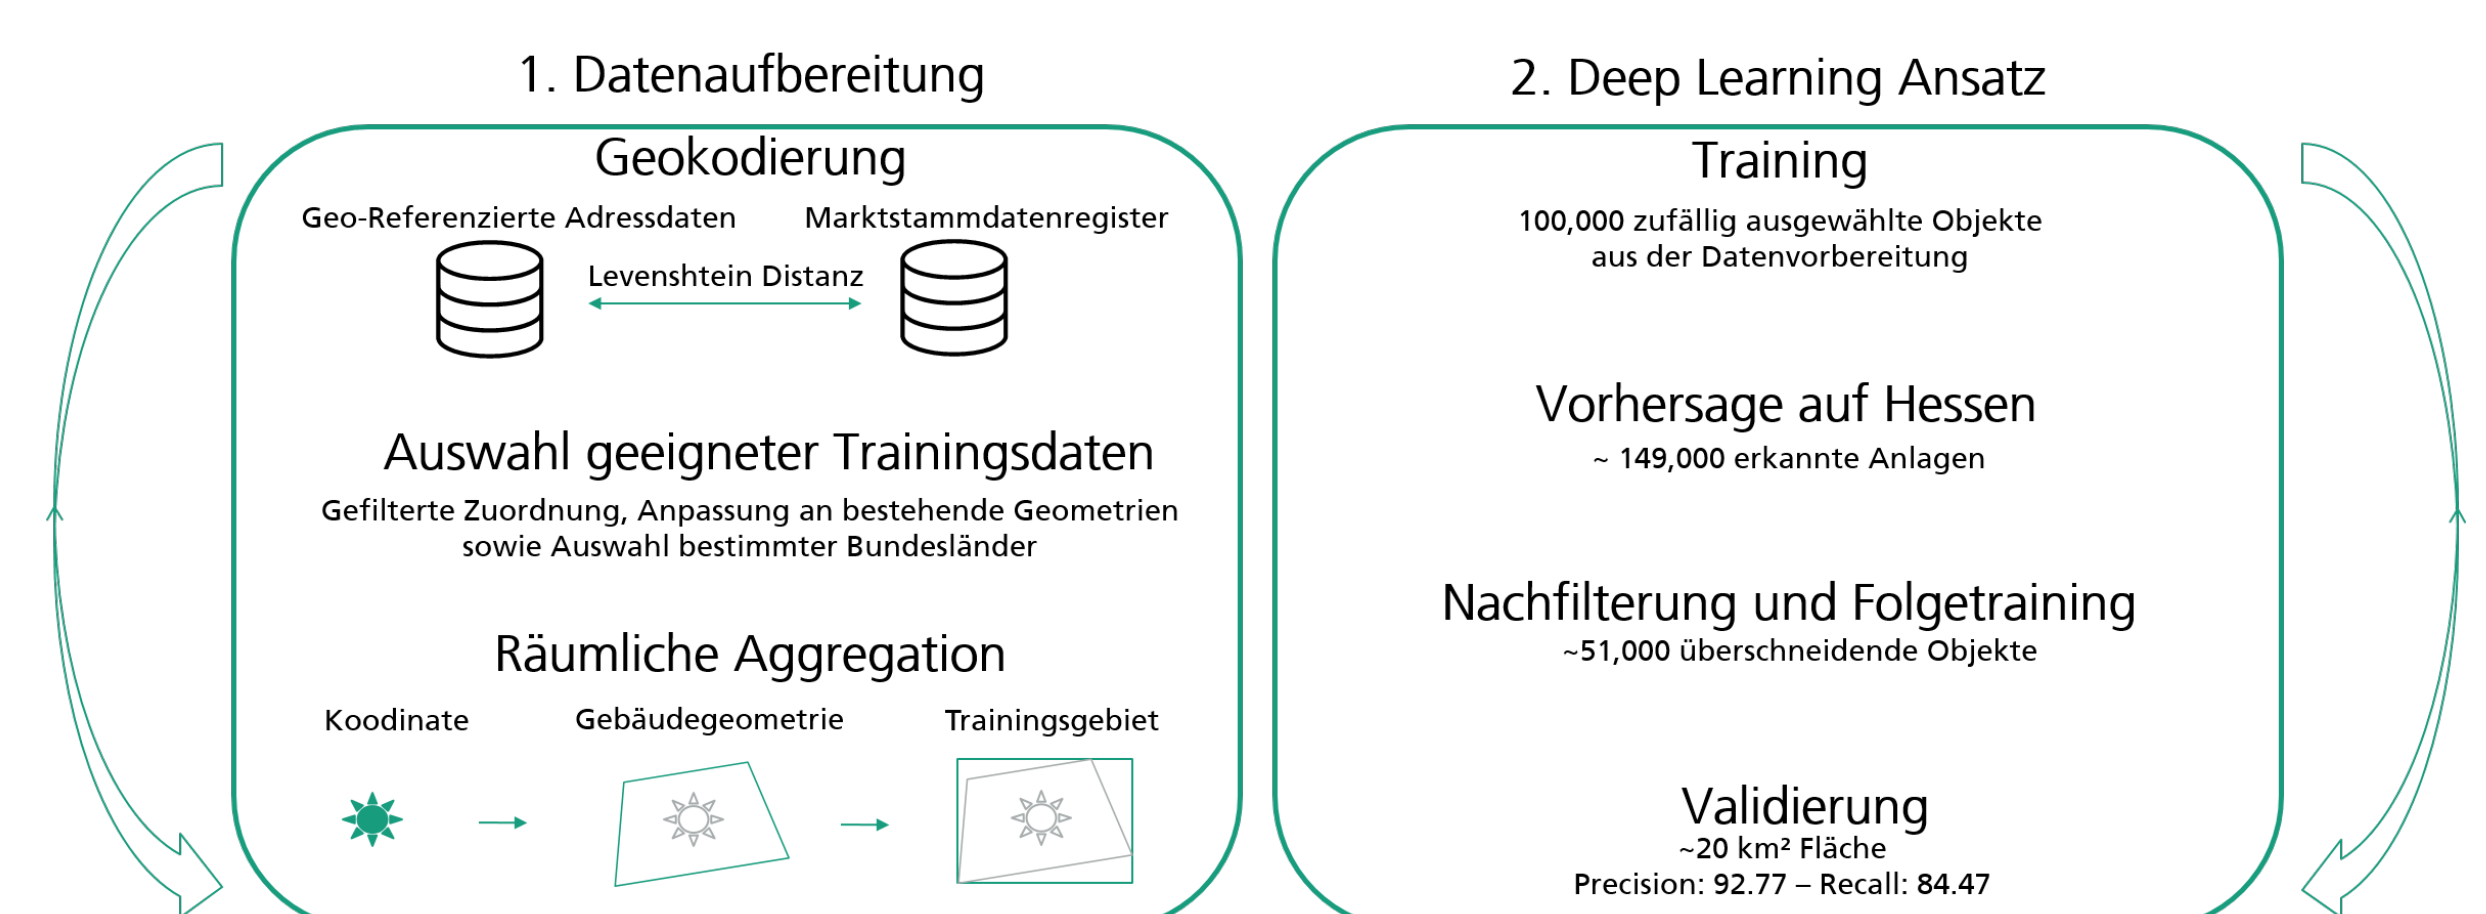 1. Datenaufbereitung
Geokodierung
Geo-Referenzierte Adressdaten
Marktstammdatenregister
Levenshtein Distanz
Auswahl geeigneter Trainingsdaten
Gefilterte Zuordnung, Anpassung an bestehende Geometrien
sowie Auswahl bestimmter Bundesländer
Räumliche Aggregation
Koodinate
Gebäudegeometrie
Trainingsgebiet
2. Deep Learning Ansatz
Training
100,000 zufällig ausgewählte Objekte
aus der Datenvorbereitung
Vorhersage auf Hessen
~ 149,000 erkannte Anlagen
Nachfilterung und Folgetraining
~51,000 überschneidende Objekte
Validierung
~20 km² Fläche
Precision: 92.77 – Recall: 84.47